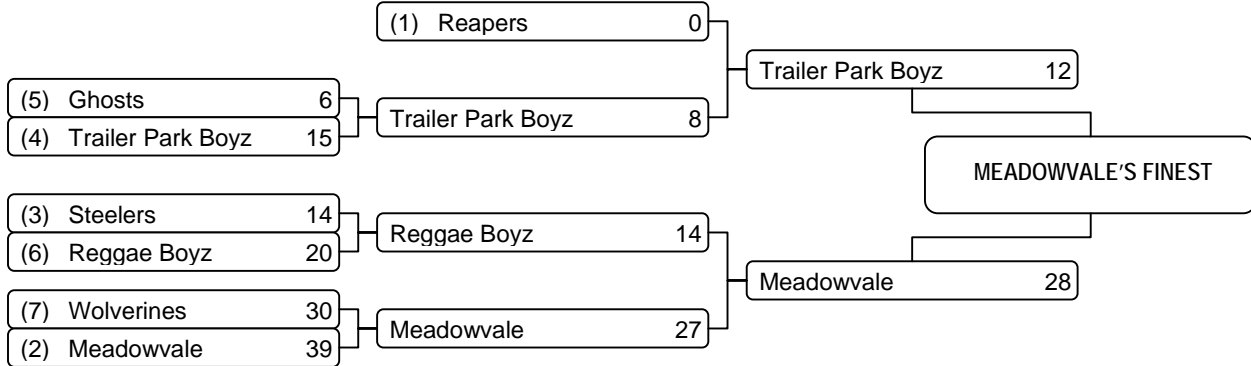 (1) Reapers 0
Trailer Park Boyz 12
(5) Ghosts 6
(4) Trailer Park Boyz 15
Trailer Park Boyz 8
MEADOWVALE'S FINEST
(3) Steelers 14
(6) Reggae Boyz 20
Reggae Boyz 14
Meadowvale 28
(7) Wolverines 30
(2) Meadowvale 39
Meadowvale 27